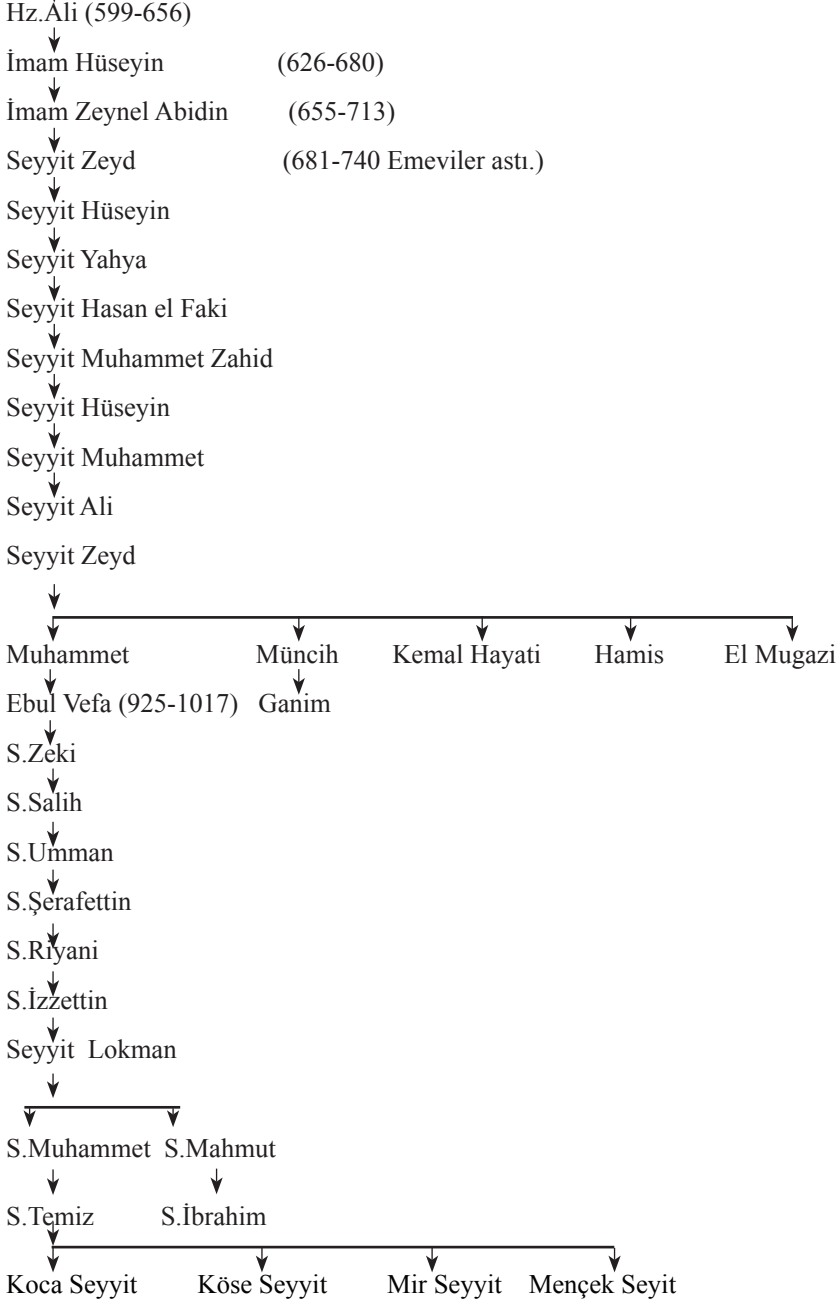 Hz.Ali (599-656)
İmam Hüseyin (626-680)
İmam Zeynel Abidin (655-713)
Seyyit Zeyd (681-740 Emeviler astı.)
Seyyit Hüseyin
Seyyit Yahya
Seyyit Hasan el Faki
Seyyit Muhammet Zahid
Seyyit Hüseyin
Seyyit Muhammet
Seyyit Ali
Seyyit Zeyd
Muhammet Müncih Kemal Hayati Hamis El Mugazi
Ebul Vefa (925-1017) Ganim
S.Zeki
S.Salih
S.Umman
S.Şerafettin
S.Riyani
S.İzzettin
Seyyit Lokman
S.Muhammet S.Mahmut
S.Temiz S.İbrahim
Koca Seyyit Köse Seyyit Mir Seyyit Mençek Seyit